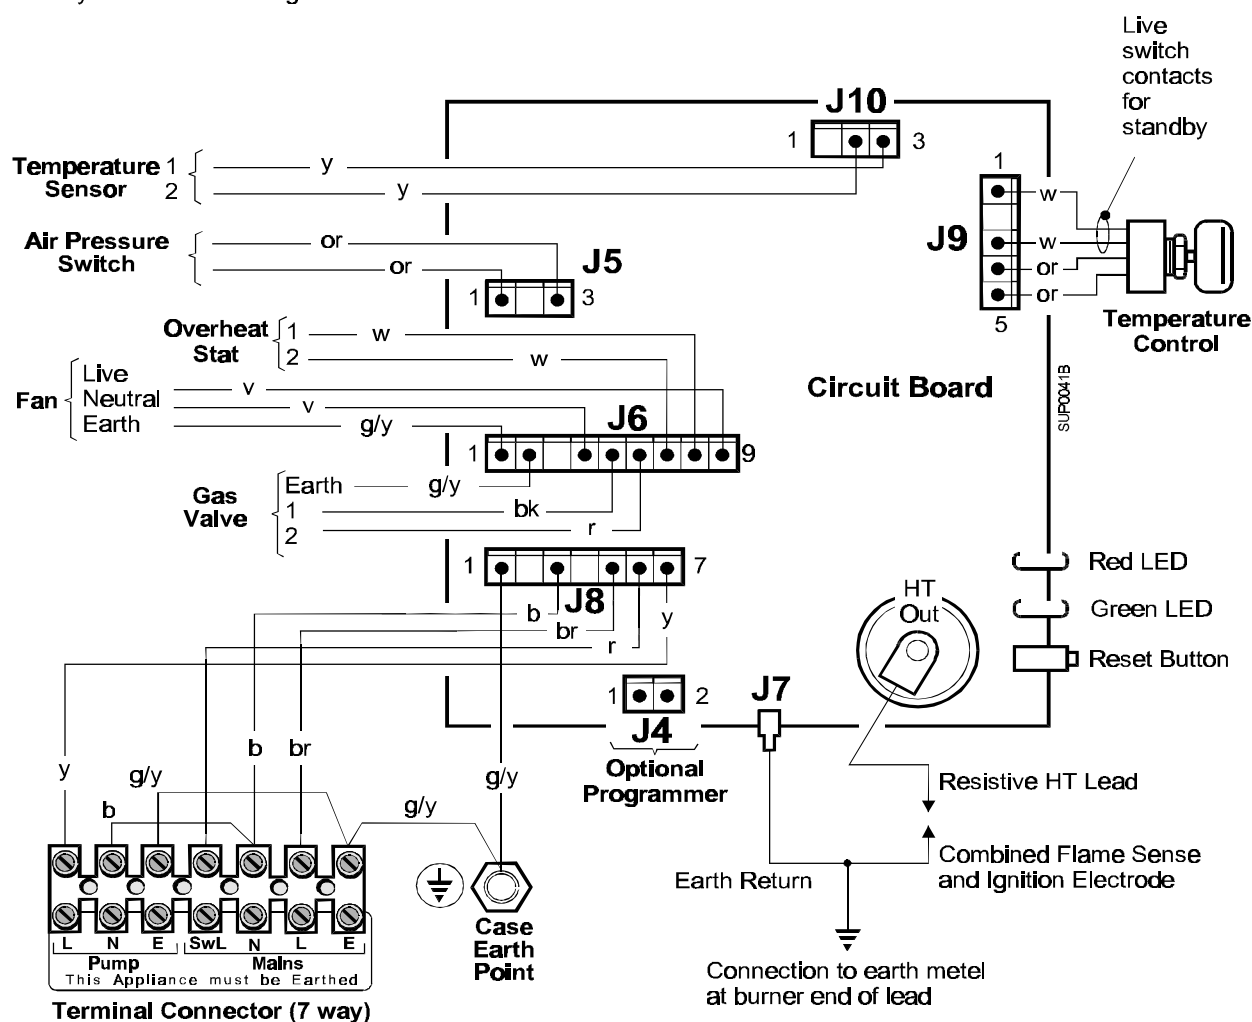 Live
switch
contacts
for
standby
J10
1
3
Temperature 1
Sensor 2
y
y
1
w
J9
w
or
or
5
Temperature
Control
Air Pressure
Switch
or
or
J5
1
3
Overheat 1
Stat 2
w
w
Fan
Live
Neutral
Earth
v
v
g/y
J6
1
9
Circuit Board
SUP0041B
Gas
Valve
Earth
1
2
g/y
bk
r
1
7
J8
b
br
r
y
Red LED
Green LED
Reset Button
HT
Out
1
2
J4
Optional
Programmer
J7
y
g/y
b
b
br
g/y
g/y
Resistive HT Lead
Combined Flame Sense
and Ignition Electrode
Earth Return
Connection to earth metel
at burner end of lead
Case
Earth
Point
L N E SwL N L E
Pump Mains
This Appliance must be Earthed
Terminal Connector (7 way)